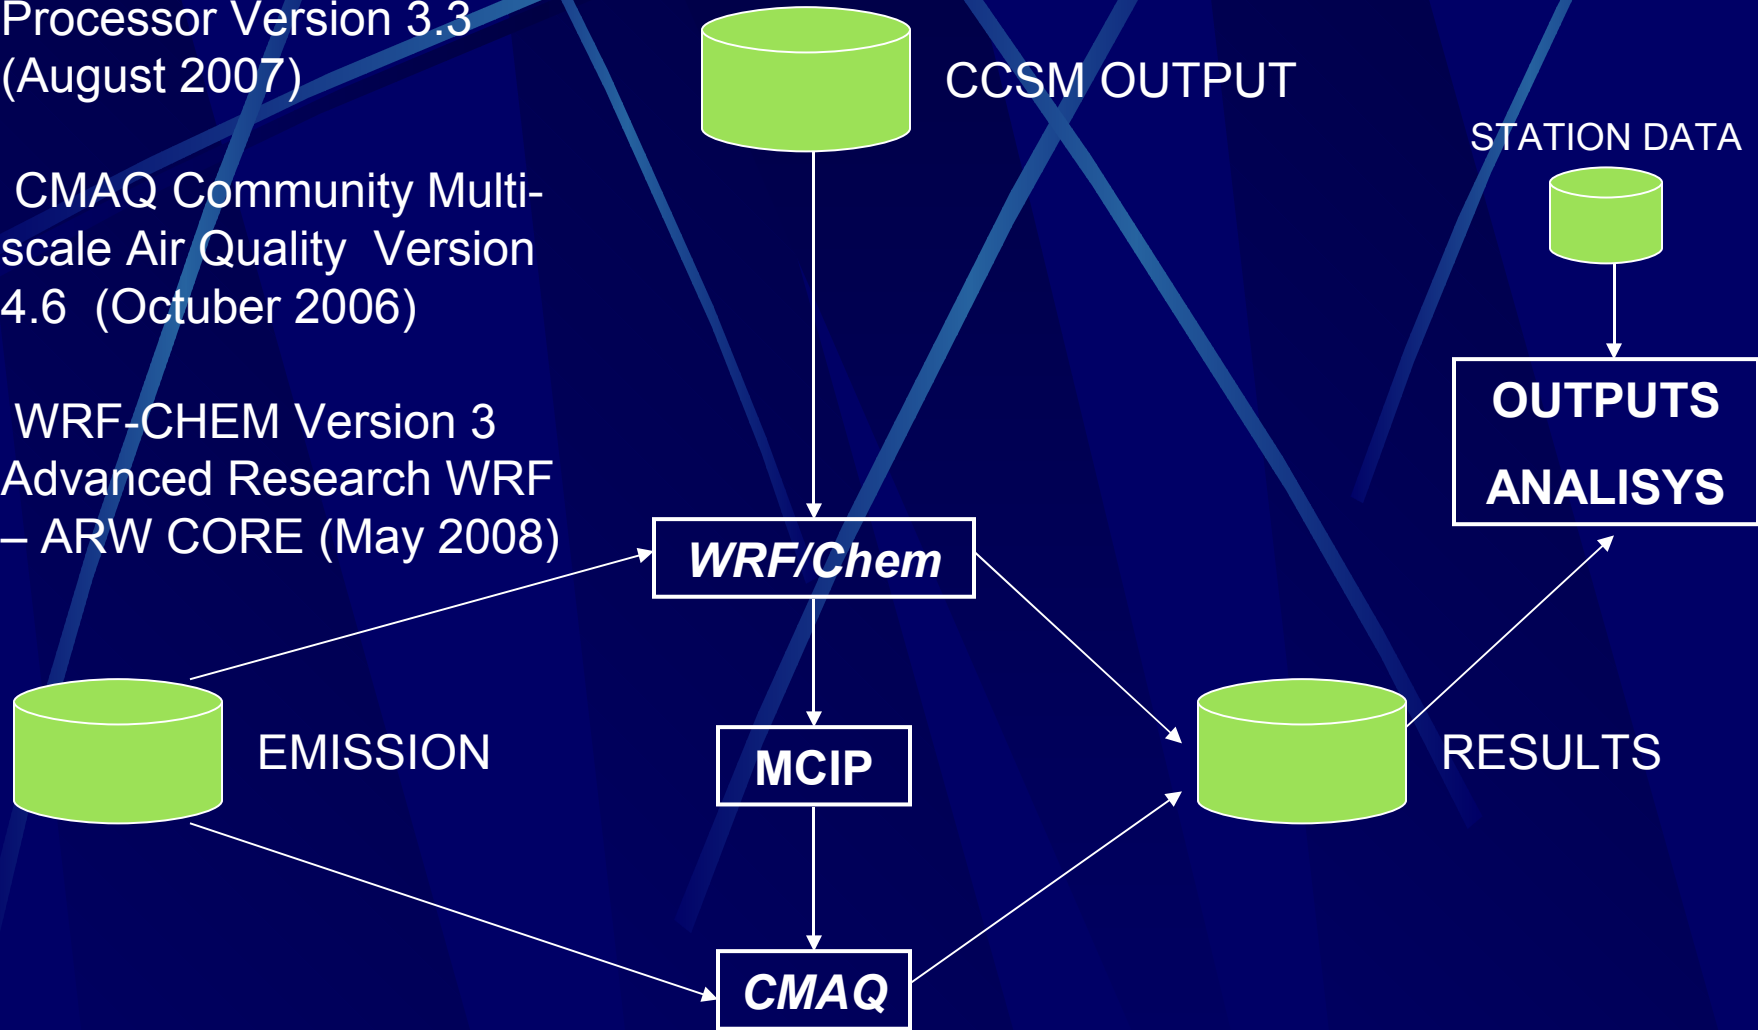 Processor Version 3.3
(August 2007)
CMAQ Community Multi-
scale Air Quality  Version
4.6  (Octuber 2006)
WRF-CHEM Version 3
Advanced Research WRF
– ARW CORE (May 2008)
CCSM OUTPUT
STATION DATA
OUTPUTS
ANALISYS
WRF/Chem
EMISSION
MCIP
RESULTS
CMAQ